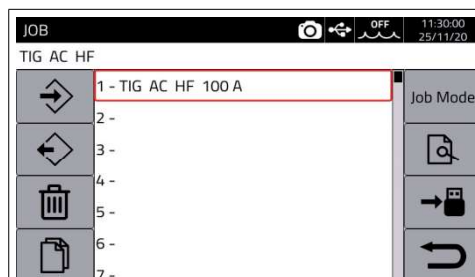 JOB
OFF
11:30:00
25/11/20
TIG AC HF
1 - TIG AC HF 100 A
Job Mode
2 -
3 -
4 -
5 -
6 -
7 -